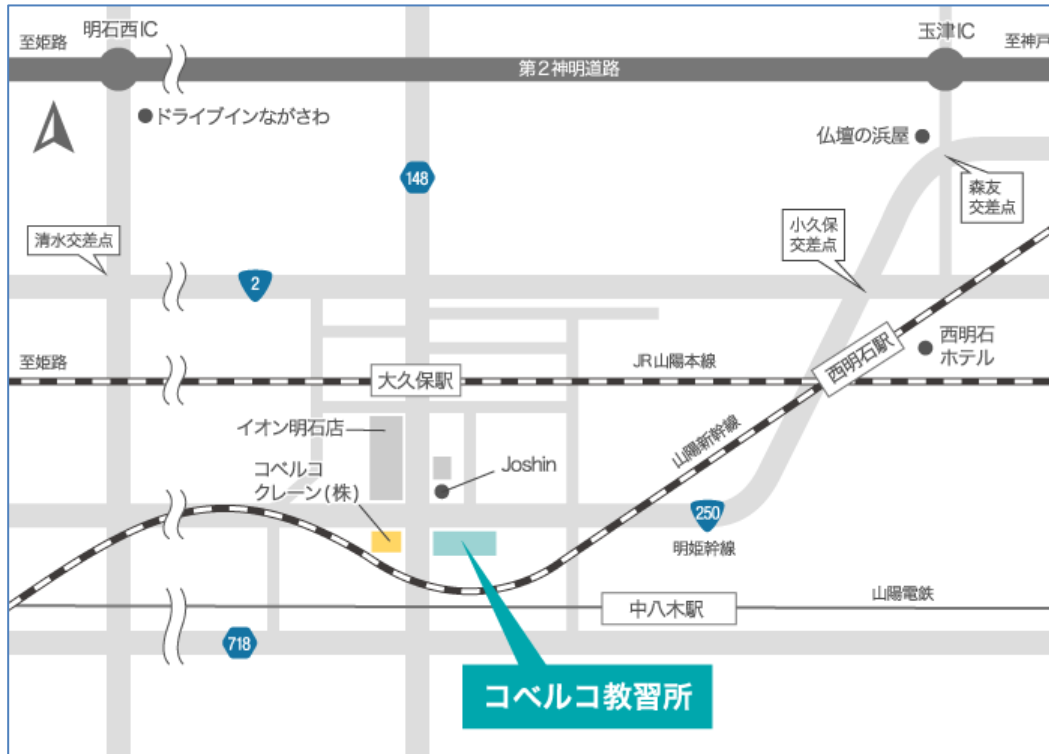 明石西IC
玉津IC
至姫路
至神戸
第2神明道路
ドライブインながさわ
仏壇の浜屋
148
森友
交差点
小久保
交差点
清水交差点
2
西明石
ホテル
至姫路
JR山陽本線
大久保駅
西明石駅
イオン明石店
山陽新幹線
コベルコ
クレーン(株)
Joshin
250
明姫幹線
山陽電鉄
中八木駅
718
コベルコ教習所